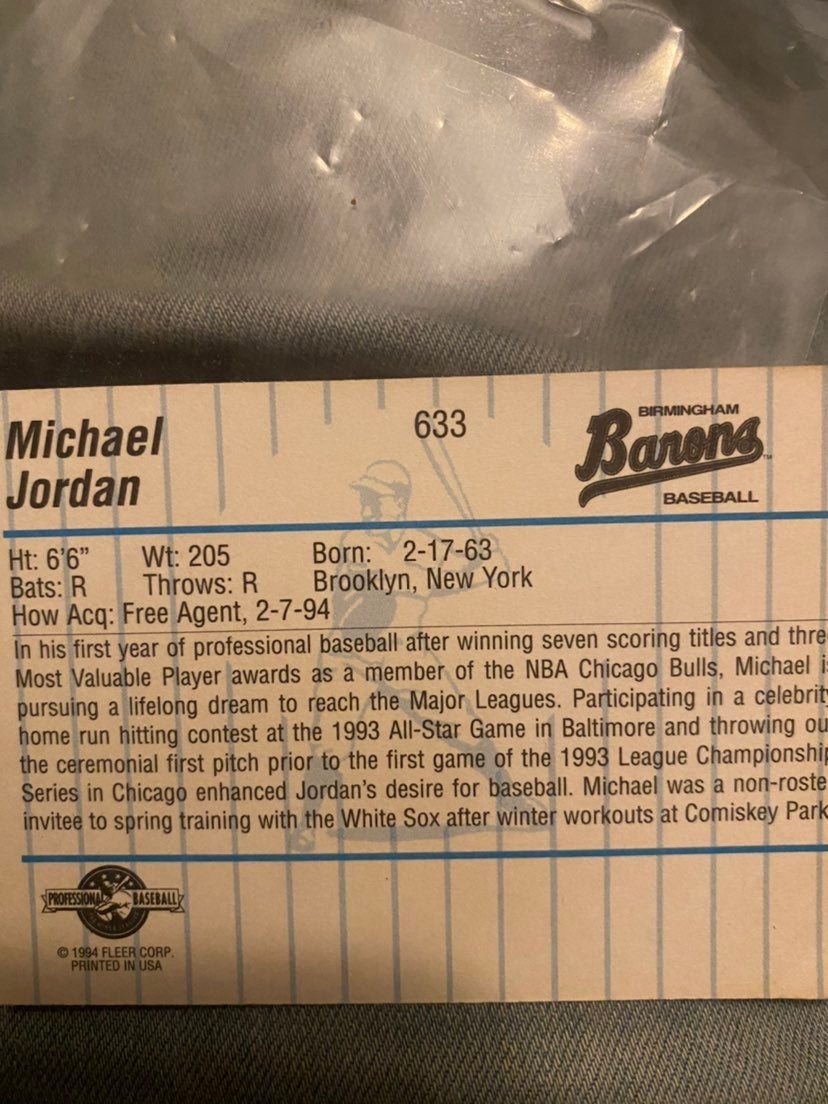 Michael
Jordan
633
BIRMINGHAM
Barons
BASEBALL
Ht: 6'6" Wt: 205 Born: 2-17-63
Bats: R Throws: R Brooklyn, New York
How Acq: Free Agent, 2-7-94
In his first year of professional baseball after winning seven scoring titles and thre
Most Valuable Player awards as a member of the NBA Chicago Bulls, Michael i
pursuing a lifelong dream to reach the Major Leagues. Participating in a celebrity
home run hitting contest at the 1993 All-Star Game in Baltimore and throwing ou
the ceremonial first pitch prior to the first game of the 1993 League Championship
Series in Chicago enhanced Jordan's desire for baseball. Michael was a non-roste
invitee to spring training with the White Sox after winter workouts at Comiskey Park
PROFESSIONAL BASEBALL
© 1994 FLEER CORP.
PRINTED IN USA